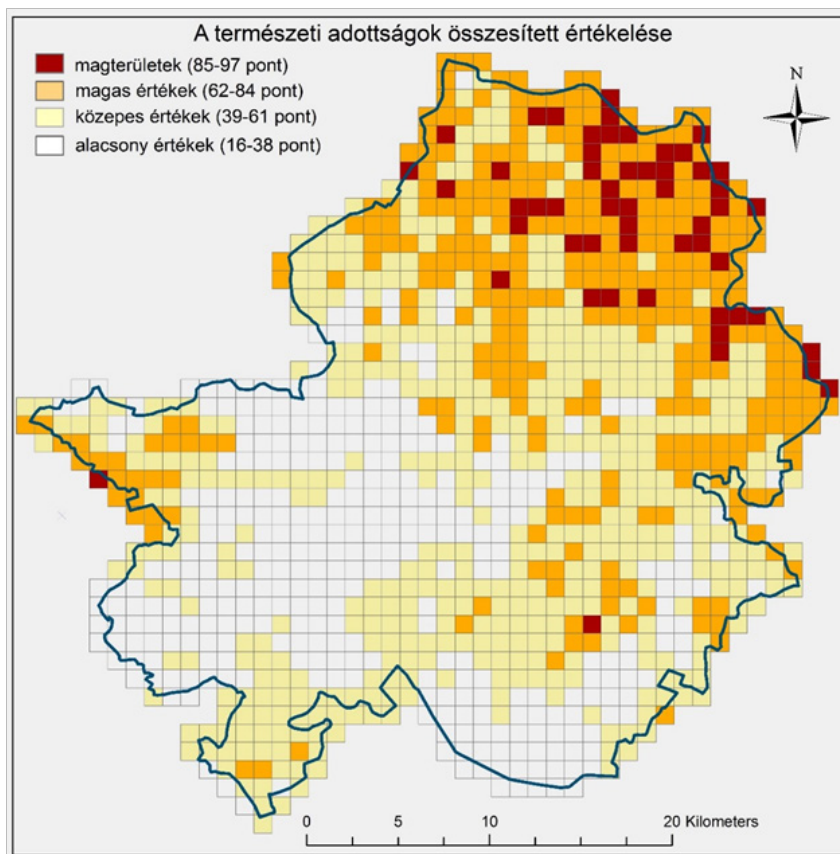 A természeti adottságok összesített értékelése
magterületek (85-97 pont)
magas értékek (62-84 pont)
közepes értékek (39-61 pont)
alacsony értékek (16-38 pont)
N
0 5 10 20 Kilometers